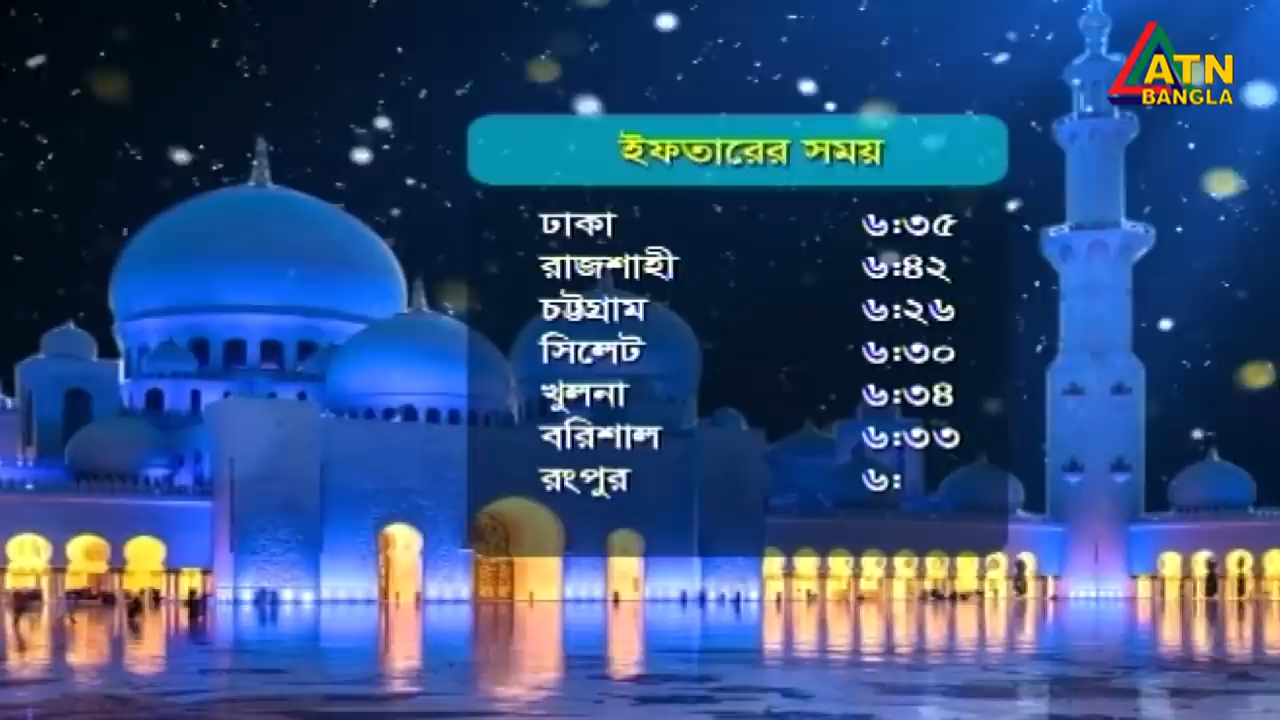 ATN
BANGLA
ইফতারের সময়
ঢাকা ৬:৩৫
রাজশাহী ৬:৪২
চট্টগ্রাম ৬:২৬
সিলেট ৬:৩০
খুলনা ৬:৩৪
বরিশাল ৬:৩৩
রংপুর ৬: